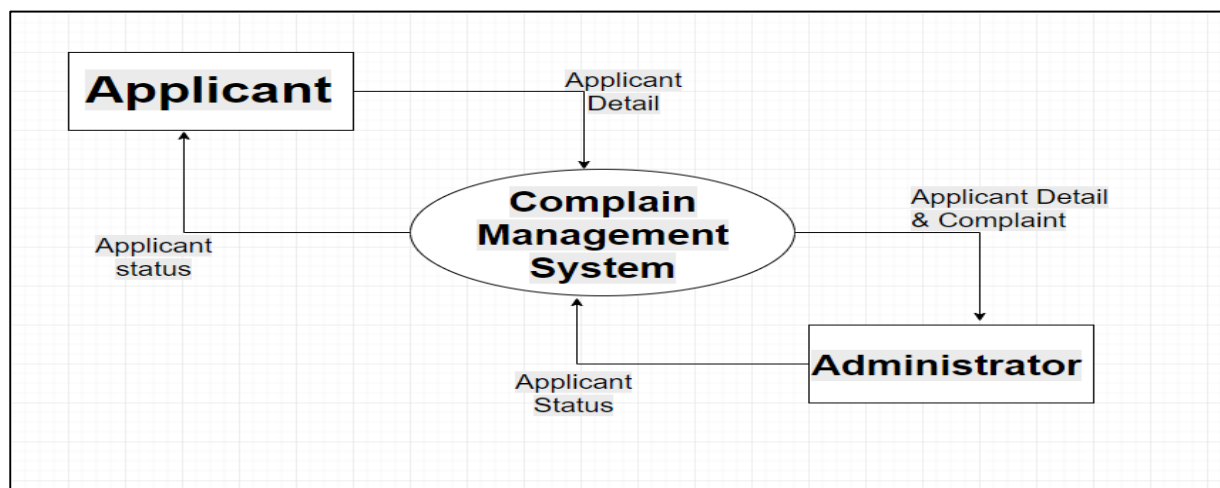 Applicant
Applicant
Detail
Complain
Management
System
Applicant Detail
& Complaint
Applicant
status
Administrator
Applicant
Status